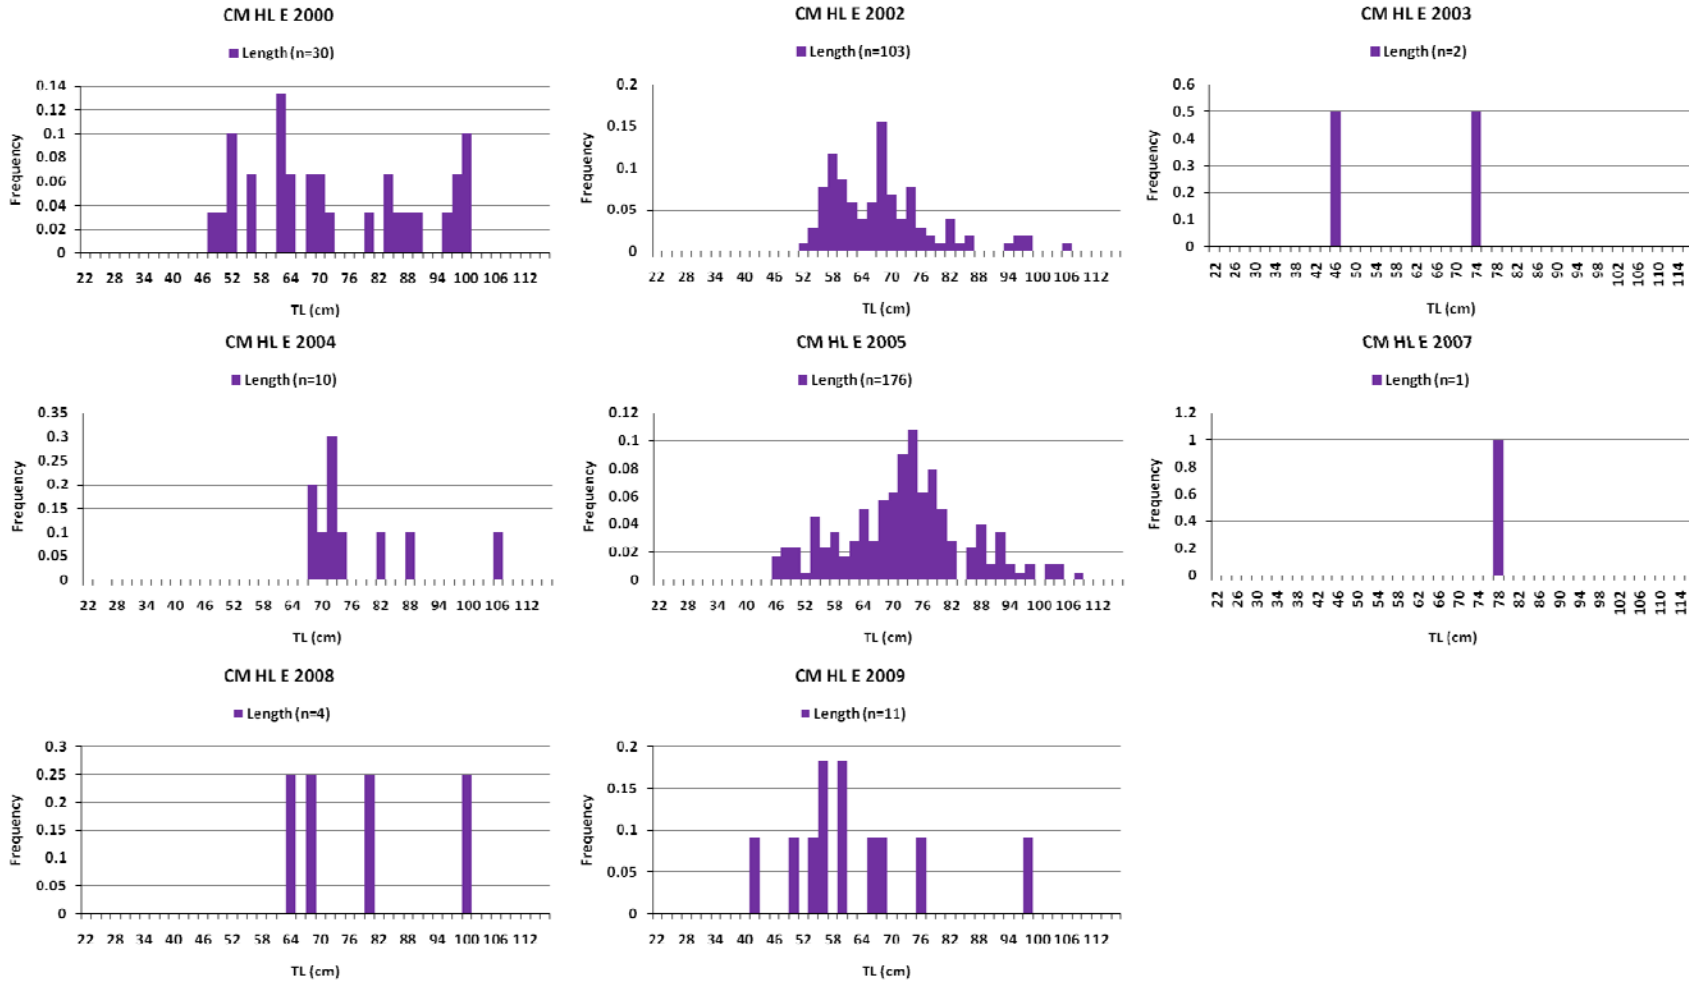 CM HL E 2000
Length (n=30)
0.14
0.12
0.1
0.08
0.06
0.04
0.02
0
Frequency
22 28 34 40 46 52 58 64 70 76 82 88 94 100 106 112
TL (cm)
CM HL E 2002
Length (n=103)
0.2
0.15
0.1
0.05
0
Frequency
22 28 34 40 46 52 58 64 70 76 82 88 94 100 106 112
TL (cm)
CM HL E 2003
Length (n=2)
0.6
0.5
0.4
0.3
0.2
0.1
0
Frequency
22 26 30 34 38 42 46 50 54 58 62 66 70 74 78 82 86 90 94 98 102 106 110 114
TL (cm)
CM HL E 2004
Length (n=10)
0.35
0.3
0.25
0.2
0.15
0.1
0.05
0
Frequency
22 28 34 40 46 52 58 64 70 76 82 88 94 100 106 112
TL (cm)
CM HL E 2005
Length (n=176)
0.12
0.1
0.08
0.06
0.04
0.02
0
Frequency
22 28 34 40 46 52 58 64 70 76 82 88 94 100 106 112
TL (cm)
CM HL E 2007
Length (n=1)
1.2
1
0.8
0.6
0.4
0.2
0
Frequency
22 26 30 34 38 42 46 50 54 58 62 66 70 74 78 82 86 90 94 98 102 106 110 114
TL (cm)
CM HL E 2008
Length (n=4)
0.3
0.25
0.2
0.15
0.1
0.05
0
Frequency
22 28 34 40 46 52 58 64 70 76 82 88 94 100 106 112
TL (cm)
CM HL E 2009
Length (n=11)
0.2
0.15
0.1
0.05
0
Frequency
22 28 34 40 46 52 58 64 70 76 82 88 94 100 106 112
TL (cm)